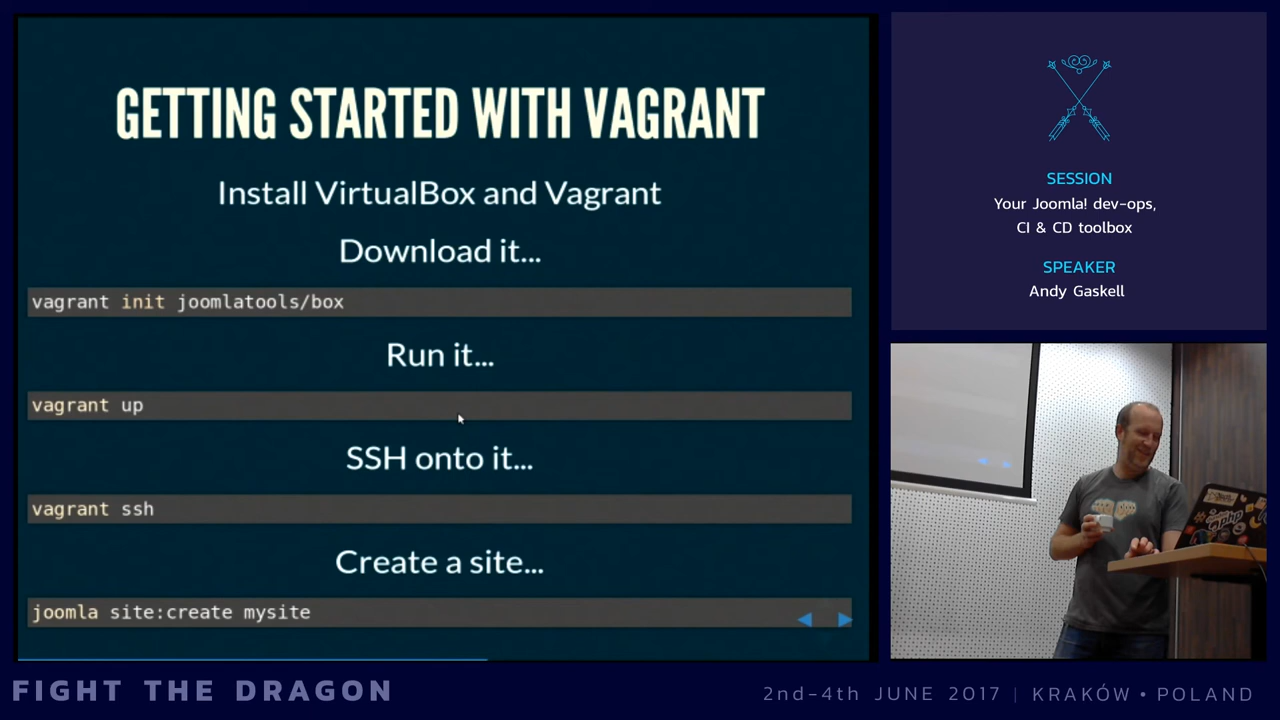 GETTING STARTED WITH VAGRANT
Install VirtualBox and Vagrant
Download it...
vagrant init joomlatools/box
Run it...
vagrant up
SSH onto it...
vagrant ssh
Create a site...
joomla site:create mysite
SESSION
Your Joomla! dev-ops,
CI & CD toolbox
SPEAKER
Andy Gaskell
php
FIGHT THE DRAGON
2nd-4th JUNE 2017 | KRAKÓW • POLAND